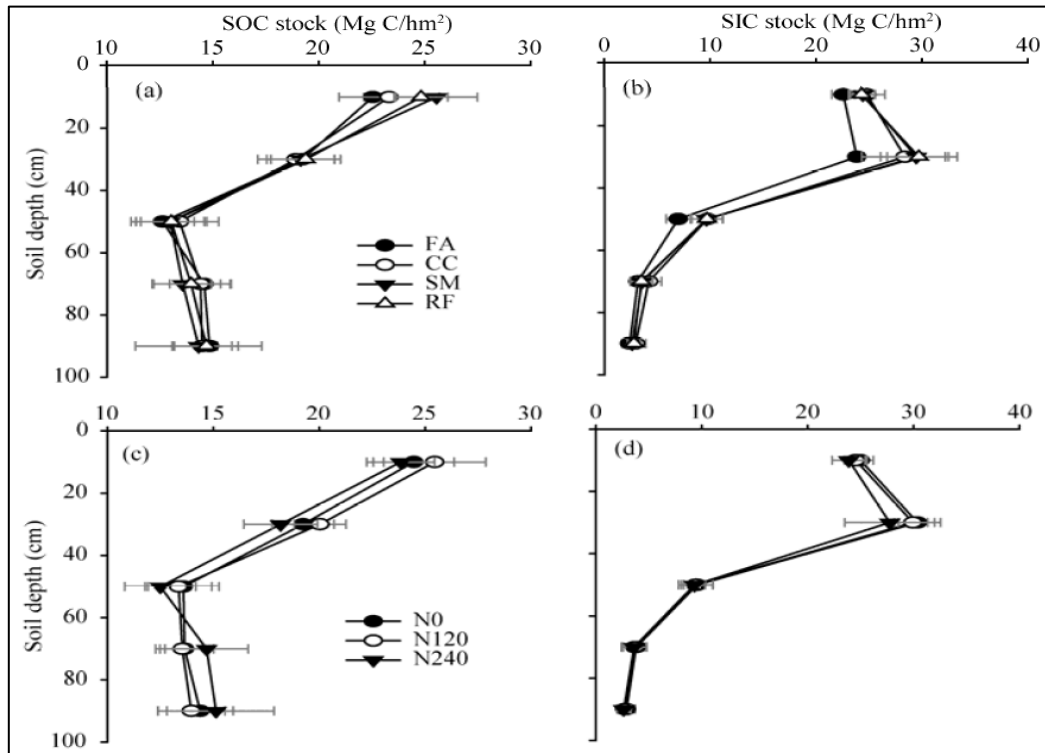 SOC stock (Mg C/hm²)
SIC stock (Mg C/hm²)
10 15 20 25 30
0 10 20 30 40
(a)
(b)
Soil depth (cm)
0
20
40
60
80
100
FA
CC
SM
RF
10 15 20 25 30
0 10 20 30 40
(c)
(d)
Soil depth (cm)
0
20
40
60
80
100
N0
N120
N240